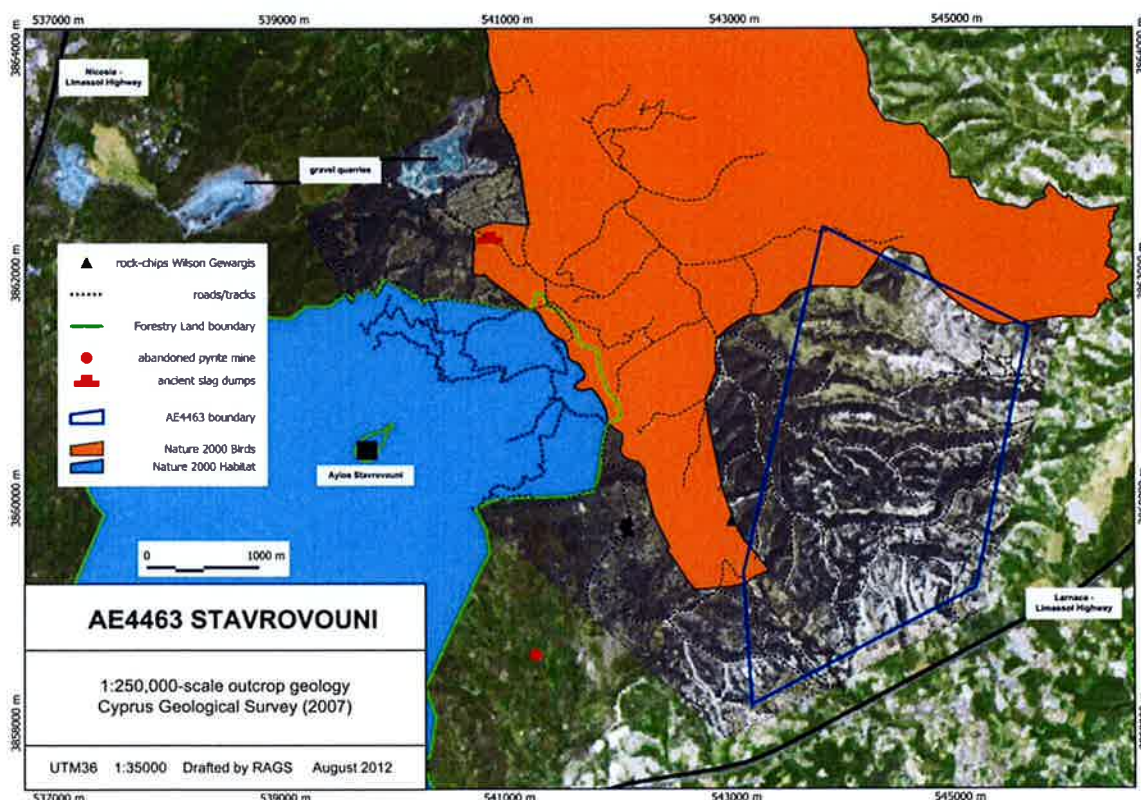 537000 m
539000 m
541000 m
543000 m
545000 m
3864000 m
3864000 m
Nicosia -
Limassol Highway
gravel querries
3862000 m
rock-chips Wilson Gewargis
roads/tracks
Forestry Land boundary
abandoned pyrite mine
ancient slag dumps
AE4463 boundary
Nature 2000 Birds
Nature 2000 Habitat
Ayios Stavrovouni
3860000 m
0 1000 m
Larnaca -
Limassol Highway
AE4463 STAVROVOUNI
1:250,000-scale outcrop geology
Cyprus Geological Survey (2007)
3858000 m
UTM36 1:35000 Drafted by RAGS August 2012
537000 m
539000 m
541000 m
543000 m
545000 m